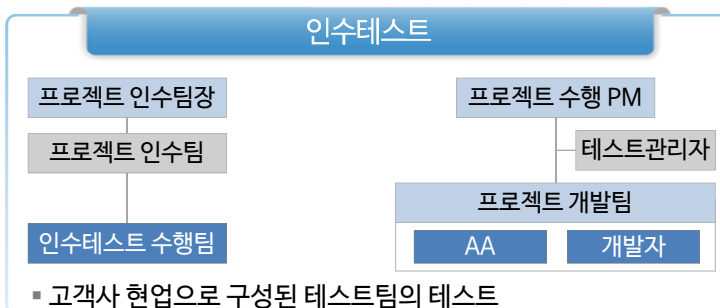 인수테스트
프로젝트 인수팀장
프로젝트 인수팀
인수테스트 수행팀
프로젝트 수행 PM
테스트관리자
프로젝트 개발팀
AA
개발자
▪ 고객사 현업으로 구성된 테스트팀의 테스트